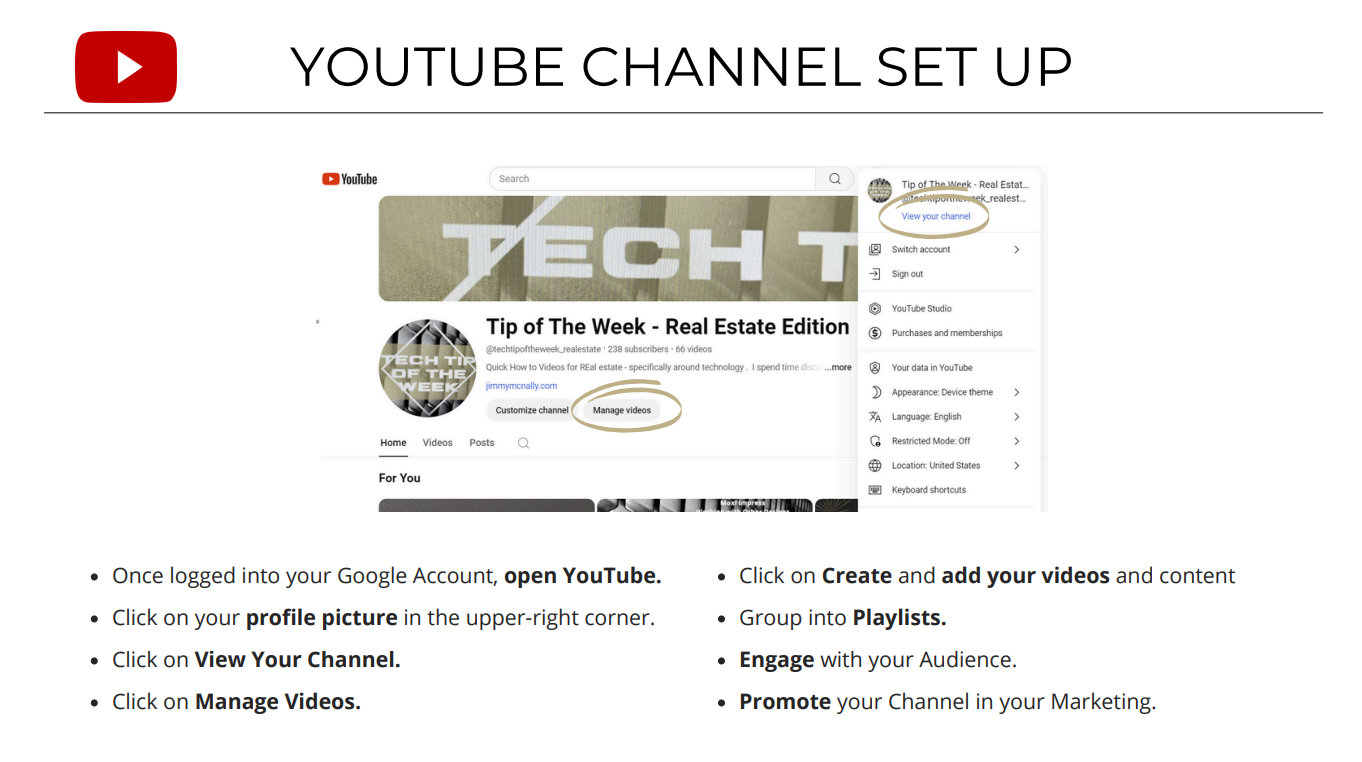 YOUTUBE CHANNEL SET UP
YouTube
Search
TECH T
Tip of The Week - Real Estate Edition
@techtipoftheweek_realestate · 238 subscribers · 66 videos
Quick How to Videos for REal estate - specifically around technology . I spend time disc ...more
jimmymcnally.com
Customize channel
Manage videos
TECH TIP
OF THE
WEEK
Home Videos Posts
For You
Tip of The Week - Real Estat...
@techtipoftheweek_realest...
View your channel
Switch account
Sign out
YouTube Studio
Purchases and memberships
Your data in YouTube
Appearance: Device theme
Language: English
Restricted Mode: Off
Location: United States
Keyboard shortcuts
• Once logged into your Google Account, open YouTube.
• Click on your profile picture in the upper-right corner.
• Click on View Your Channel.
• Click on Manage Videos.
• Click on Create and add your videos and content
• Group into Playlists.
• Engage with your Audience.
• Promote your Channel in your Marketing.